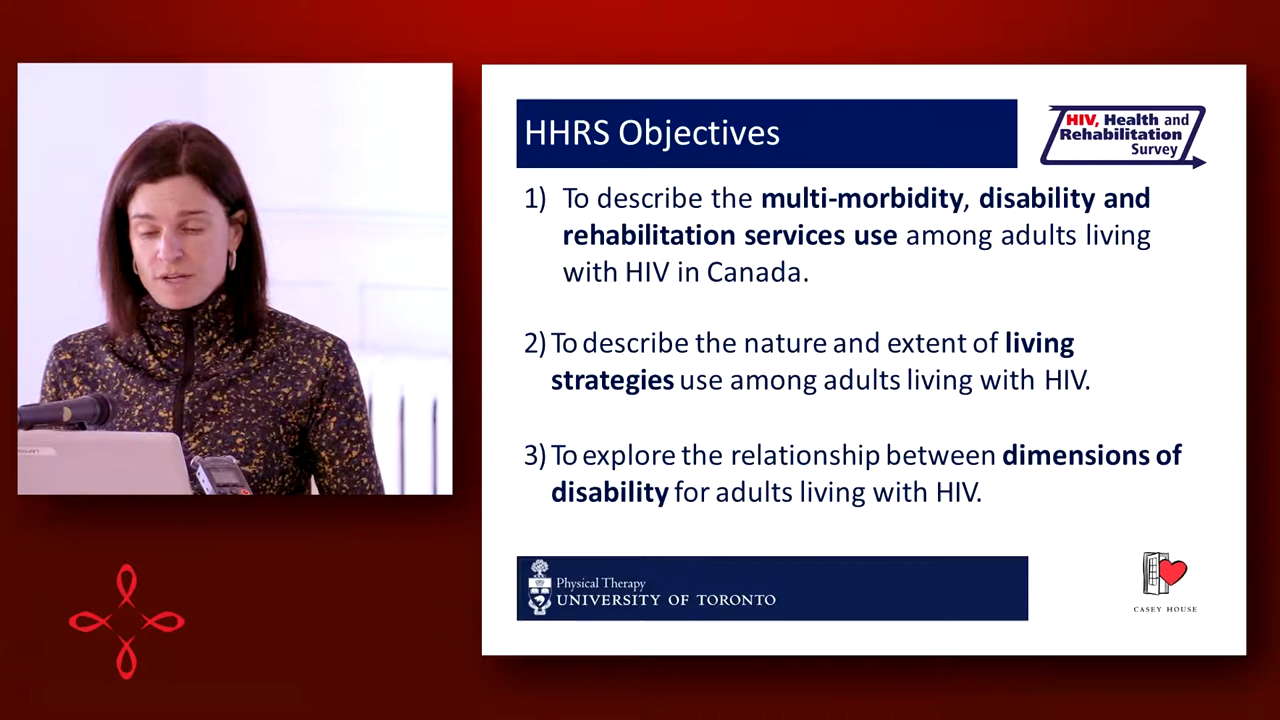 HHRS Objectives
HIV, Health and
Rehabilitation
Survey
1) To describe the multi-morbidity, disability and
rehabilitation services use among adults living
with HIV in Canada.
2) To describe the nature and extent of living
strategies use among adults living with HIV.
3) To explore the relationship between dimensions of
disability for adults living with HIV.
Physical Therapy
UNIVERSITY OF TORONTO
CASEY HOUSE